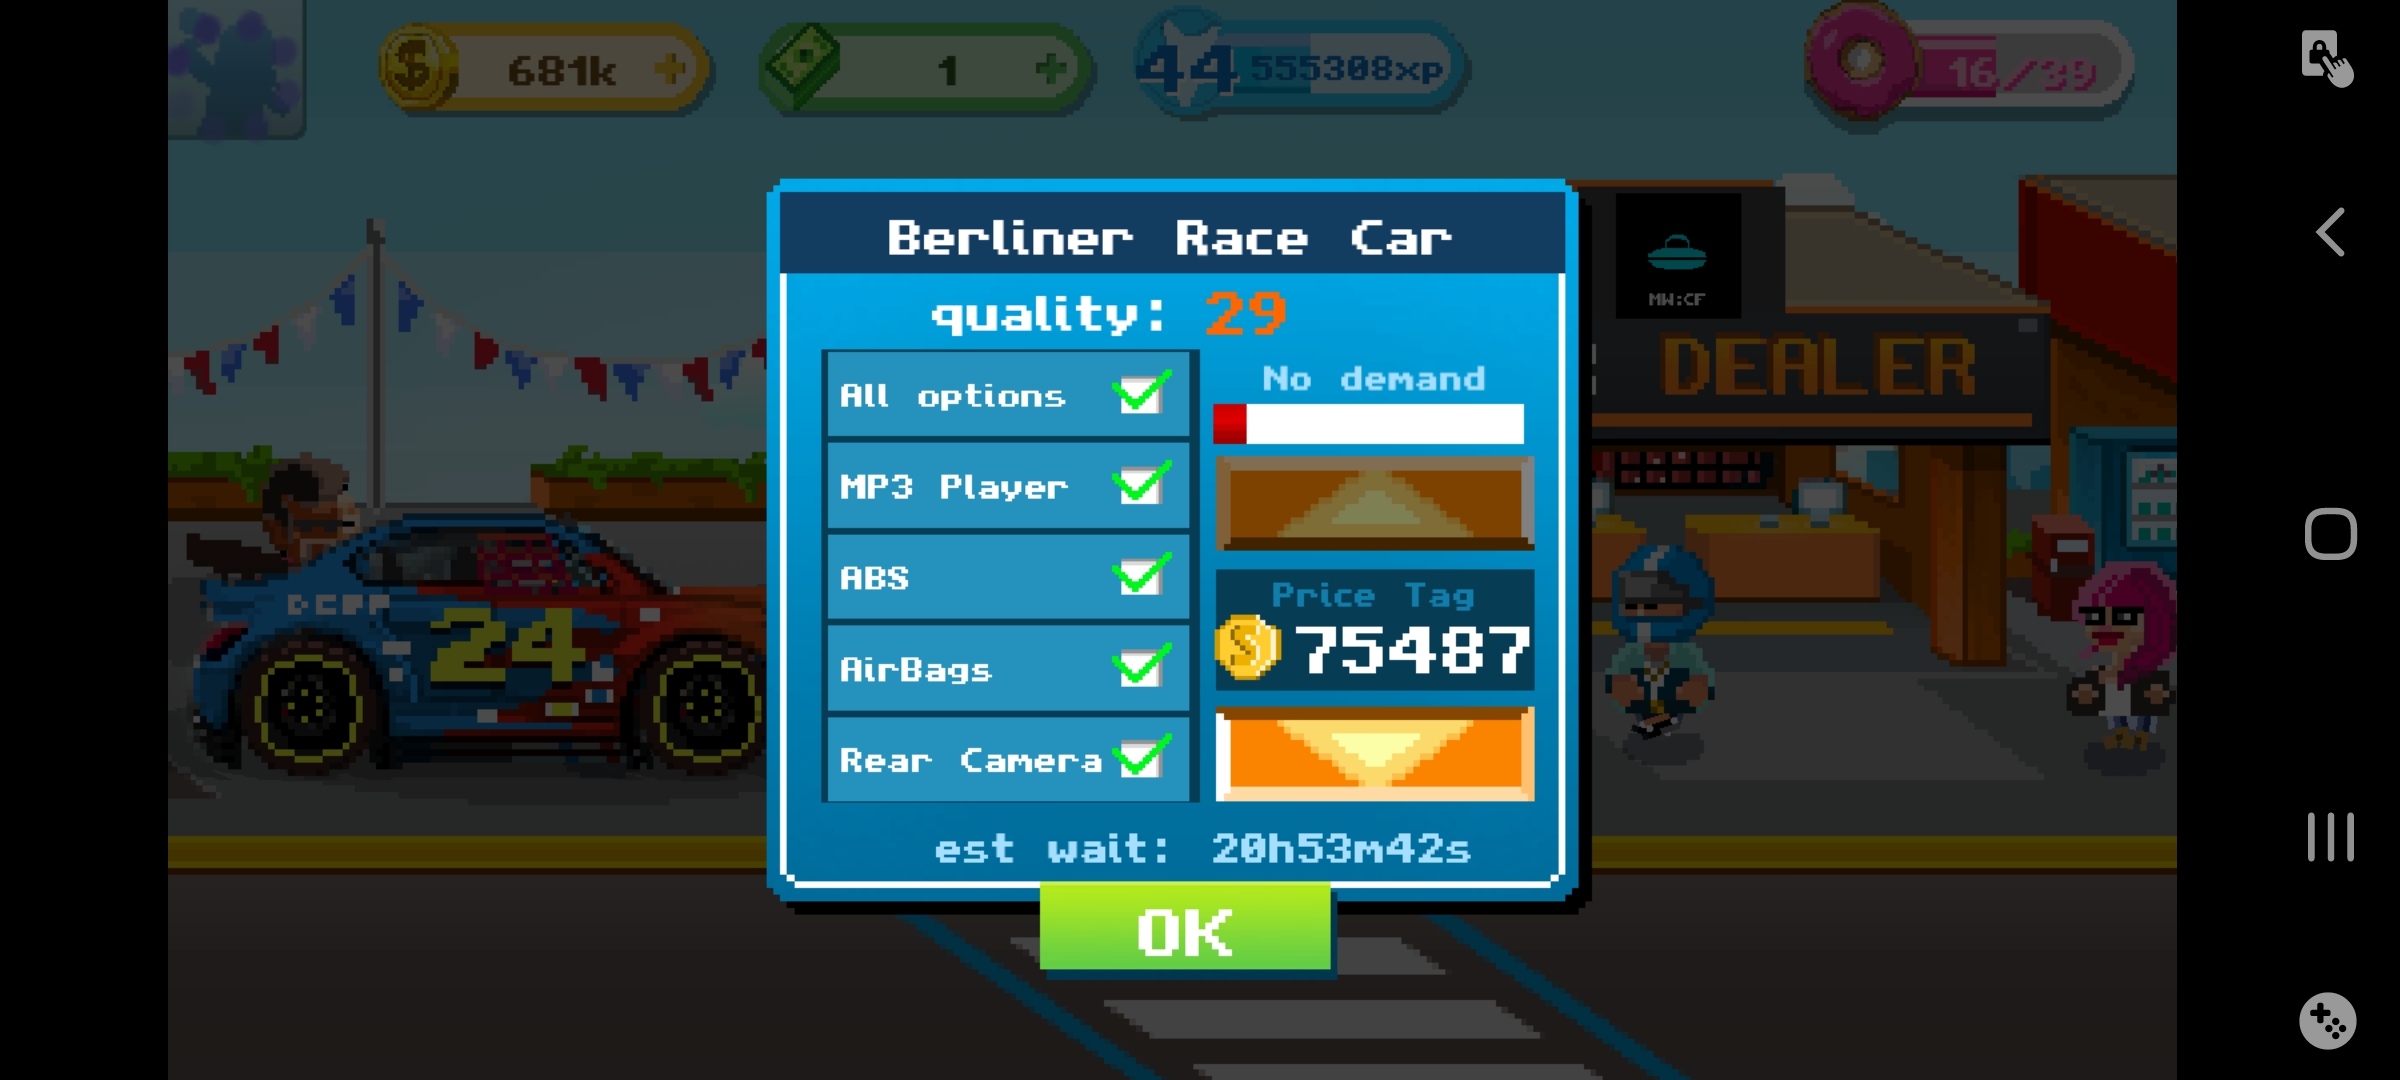 681k
1
44 555308xp
16/39
Berliner Race Car
quality: 29
All options
MP3 Player
ABS
AirBags
Rear Camera
No demand
Price Tag
75487
est wait: 20h53m42s
OK
MW:CF
DEALER
24